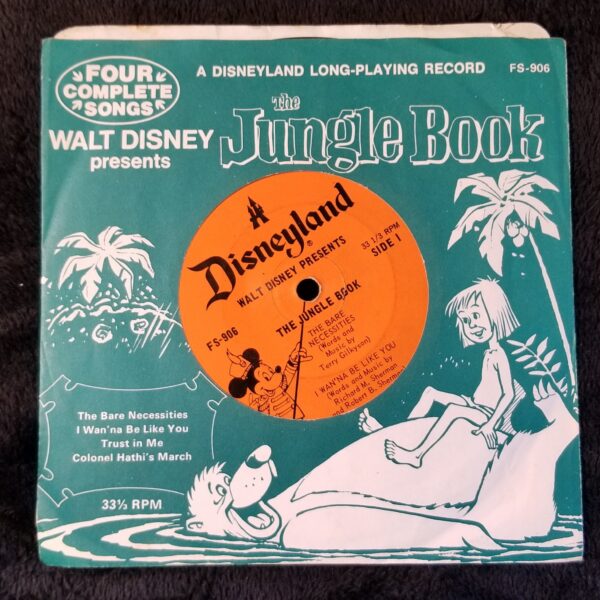 FOUR
COMPLETE
SONGS
A DISNEYLAND LONG-PLAYING RECORD
FS-906
WALT DISNEY
presents
The
Jungle Book
Disneyland®
WALT DISNEY PRESENTS
33 1/3 RPM
SIDE 1
FS-906
THE JUNGLE BOOK
THE BARE
NECESSITIES
(Words and
Music by
Terry Gilkyson)
I WAN'NA BE LIKE YOU
(Words and Music by
Richard M. Sherman
and Robert B. Sherman
The Bare Necessities
I Wan'na Be Like You
Trust in Me
Colonel Hathi's March
33⅓ RPM